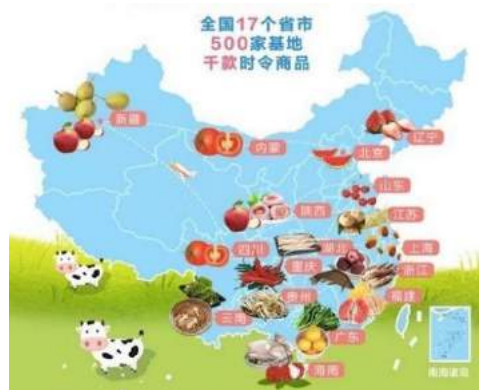 全国17个省市
500家基地
千款时令商品
新疆
内蒙
北京
辽宁
山东
陕西
江苏
四川
湖北
上海
重庆
浙江
贵州
福建
云南
广东
海南
南海诸岛